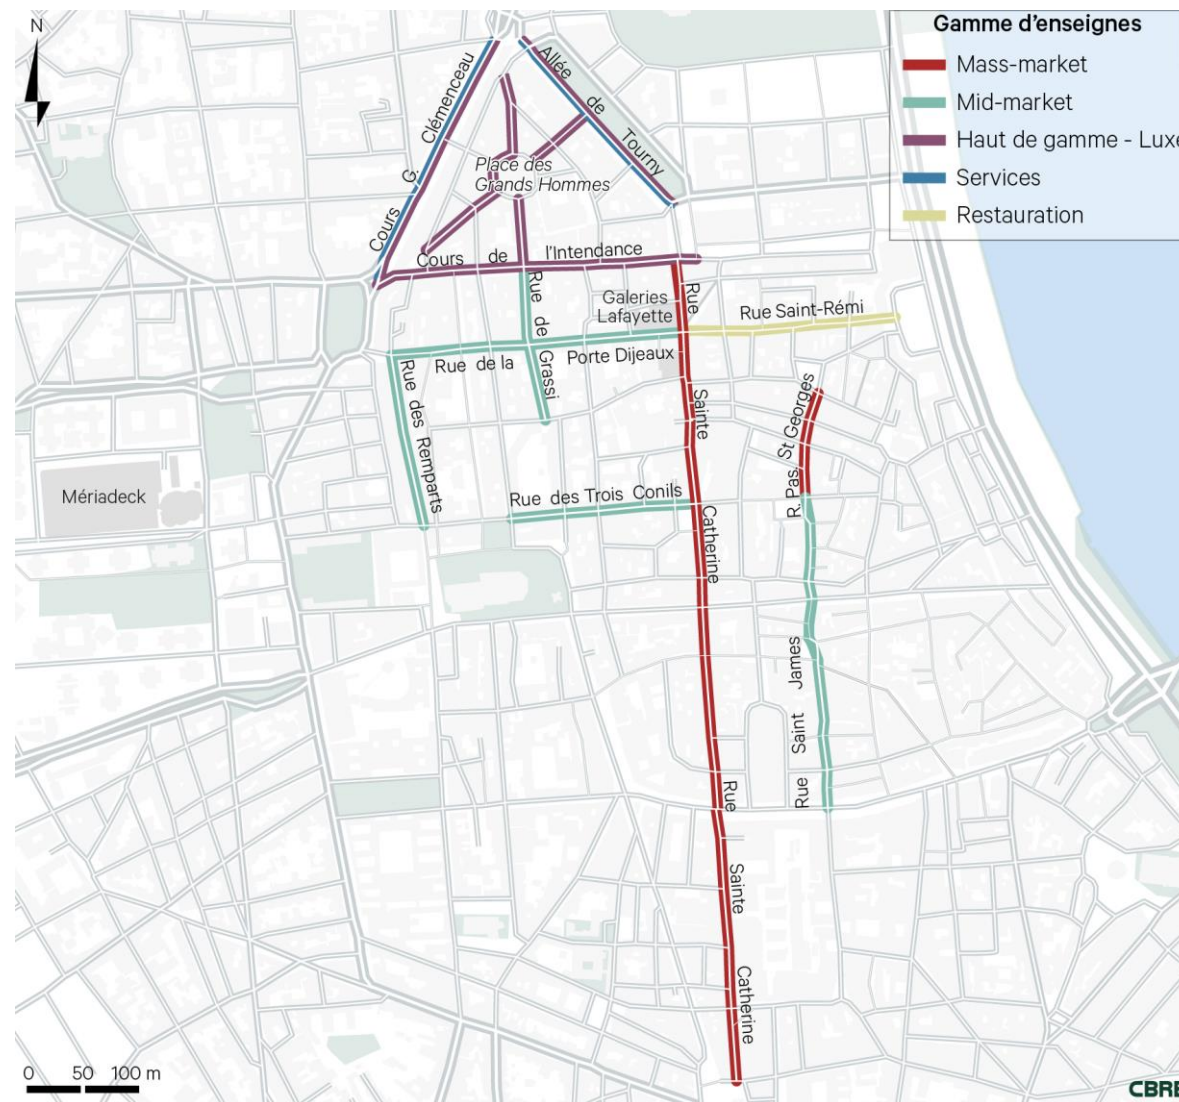 N
Gamme d'enseignes
Mass-market
Mid-market
Haut de gamme - Luxe
Services
Restauration
Cours G. Clémenceau
Allée de Tourny
Place des
Grands Hommes
Cours de l'Intendance
Rue de Grassi
Galeries
Lafayette
Rue Sainte Catherine
Rue Saint-Rémi
Rue de la Porte Dijeaux
Rue des Remparts
R. Pas. St Georges
Mériadeck
Rue des Trois Conils
Rue Saint James
Rue Sainte Catherine
0 50 100 m
CBRE